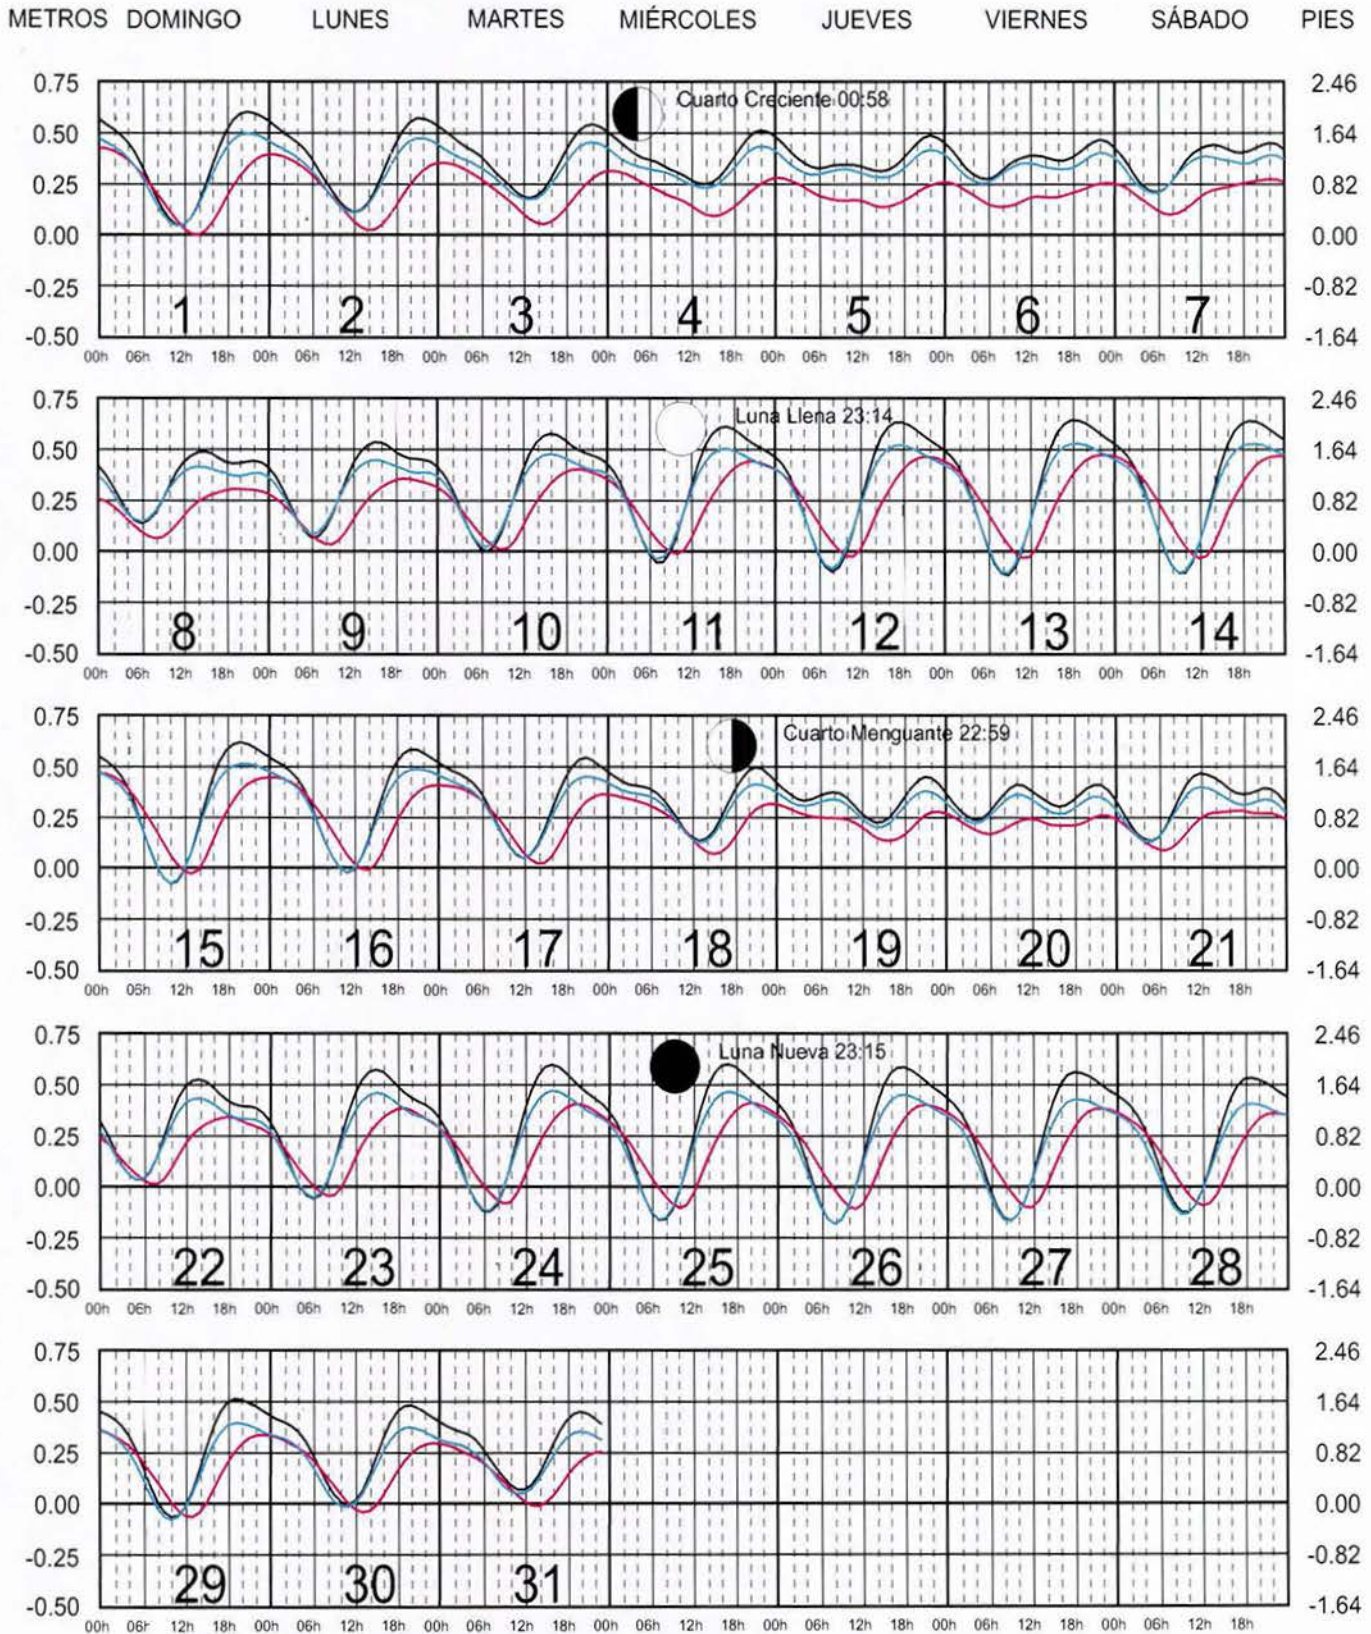 METROS DOMINGO LUNES MARTES MIÉRCOLES JUEVES VIERNES SÁBADO PIES
0.75 Cuarto Creciente 00:58 2.46
0.50 1.64
0.25 0.82
0.00 0.00
-0.25 -0.82
1 2 3 4 5 6 7
-0.50 -1.64
00h 06h 12h 18h 00h 06h 12h 18h 00h 06h 12h 18h 00h 06h 12h 18h 00h 06h 12h 18h 00h 06h 12h 18h 00h 06h 12h 18h
0.75 Luna Llena 23:14 2.46
0.50 1.64
0.25 0.82
0.00 0.00
-0.25 -0.82
8 9 10 11 12 13 14
-0.50 -1.64
00h 06h 12h 18h 00h 06h 12h 18h 00h 06h 12h 18h 00h 06h 12h 18h 00h 06h 12h 18h 00h 06h 12h 18h 00h 06h 12h 18h
0.75 Cuarto Menguante 22:59 2.46
0.50 1.64
0.25 0.82
0.00 0.00
-0.25 -0.82
15 16 17 18 19 20 21
-0.50 -1.64
00h 06h 12h 18h 00h 06h 12h 18h 00h 06h 12h 18h 00h 06h 12h 18h 00h 06h 12h 18h 00h 06h 12h 18h 00h 06h 12h 18h
0.75 Luna Nueva 23:15 2.46
0.50 1.64
0.25 0.82
0.00 0.00
-0.25 -0.82
22 23 24 25 26 27 28
-0.50 -1.64
00h 06h 12h 18h 00h 06h 12h 18h 00h 06h 12h 18h 00h 06h 12h 18h 00h 06h 12h 18h 00h 06h 12h 18h 00h 06h 12h 18h
0.75 2.46
0.50 1.64
0.25 0.82
0.00 0.00
-0.25 -0.82
29 30 31
-0.50 -1.64
00h 06h 12h 18h 00h 06h 12h 18h 00h 06h 12h 18h 00h 06h 12h 18h 00h 06h 12h 18h 00h 06h 12h 18h 00h 06h 12h 18h